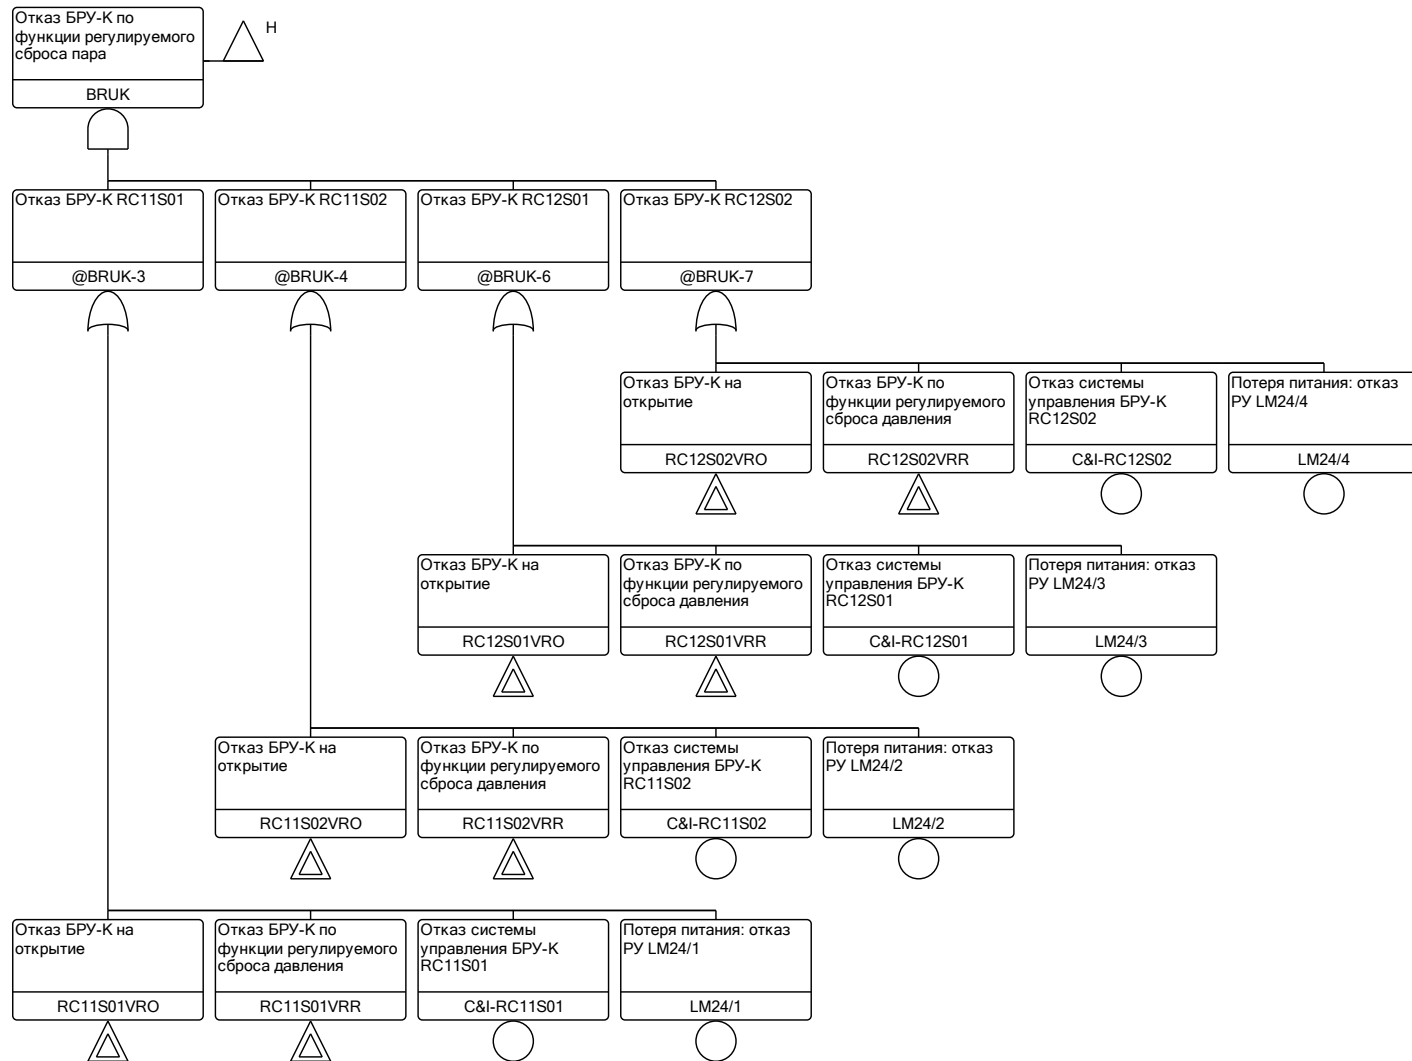 Отказ БРУ-К по
функции регулируемого
сброса пара
BRUK
H
Отказ БРУ-К RC11S01
@BRUK-3
Отказ БРУ-К RC11S02
@BRUK-4
Отказ БРУ-К RC12S01
@BRUK-6
Отказ БРУ-К RC12S02
@BRUK-7
Отказ БРУ-К на
открытие
RC12S02VRO
Отказ БРУ-К по
функции регулируемого
сброса давления
RC12S02VRR
Отказ системы
управления БРУ-К
RC12S02
C&I-RC12S02
Потеря питания: отказ
РУ LM24/4
LM24/4
Отказ БРУ-К на
открытие
RC12S01VRO
Отказ БРУ-К по
функции регулируемого
сброса давления
RC12S01VRR
Отказ системы
управления БРУ-К
RC12S01
C&I-RC12S01
Потеря питания: отказ
РУ LM24/3
LM24/3
Отказ БРУ-К на
открытие
RC11S02VRO
Отказ БРУ-К по
функции регулируемого
сброса давления
RC11S02VRR
Отказ системы
управления БРУ-К
RC11S02
C&I-RC11S02
Потеря питания: отказ
РУ LM24/2
LM24/2
Отказ БРУ-К на
открытие
RC11S01VRO
Отказ БРУ-К по
функции регулируемого
сброса давления
RC11S01VRR
Отказ системы
управления БРУ-К
RC11S01
C&I-RC11S01
Потеря питания: отказ
РУ LM24/1
LM24/1